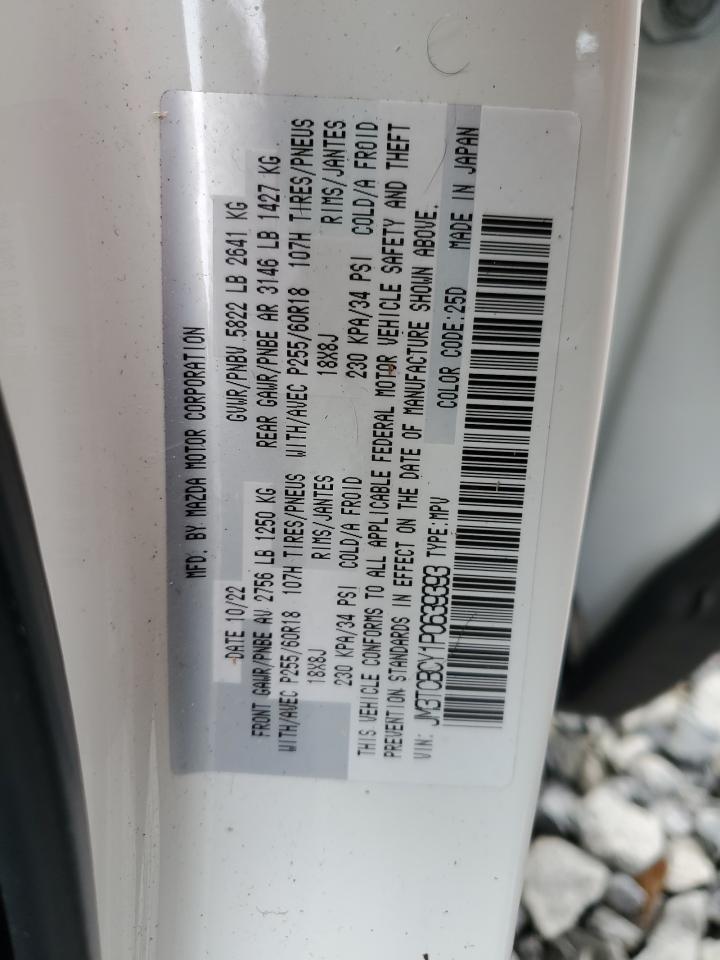 MFD. BY MAZDA MOTOR CORPORATION
DATE 10/22 GVWR/PNBV 5822 LB 2641 KG
FRONT GAWR/PNBE AV 2756 LB 1250 KG REAR GAWR/PNBE AR 3146 LB 1427 KG
WITH/AVEC P255/60R18 107H TIRES/PNEUS WITH/AVEC P255/60R18 107H TIRES/PNEUS
18X8J RIMS/JANTES 18X8J RIMS/JANTES
230 KPA/34 PSI COLD/A FROID 230 KPA/34 PSI COLD/A FROID
THIS VEHICLE CONFORMS TO ALL APPLICABLE FEDERAL MOTOR VEHICLE SAFETY AND THEFT
PREVENTION STANDARDS IN EFFECT ON THE DATE OF MANUFACTURE SHOWN ABOVE.
VIN: JM3TCBCY1P0639393 TYPE:MPV COLOR CODE:25D MADE IN JAPAN